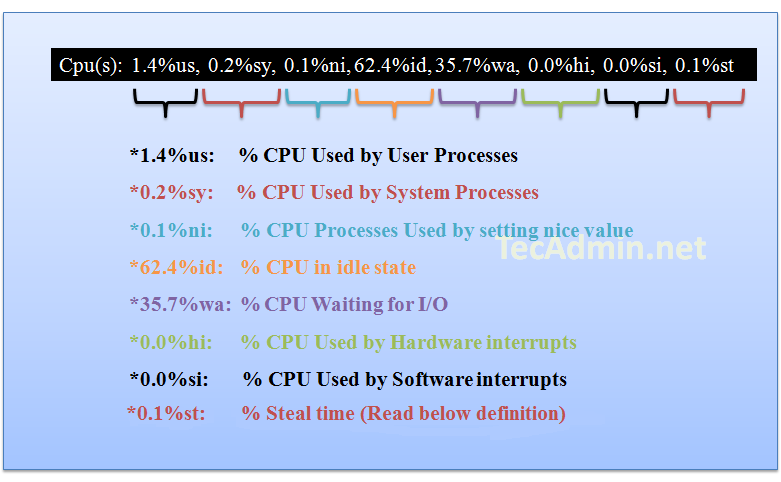 Cpu(s): 1.4%us, 0.2%sy, 0.1%ni, 62.4%id, 35.7%wa, 0.0%hi, 0.0%si, 0.1%st
*1.4%us: % CPU Used by User Processes
*0.2%sy: % CPU Used by System Processes
*0.1%ni: % CPU Processes Used by setting nice value
TecAdmin.net
*62.4%id: % CPU in idle state
*35.7%wa: % CPU Waiting for I/O
*0.0%hi: % CPU Used by Hardware interrupts
*0.0%si: % CPU Used by Software interrupts
*0.1%st: % Steal time (Read below definition)